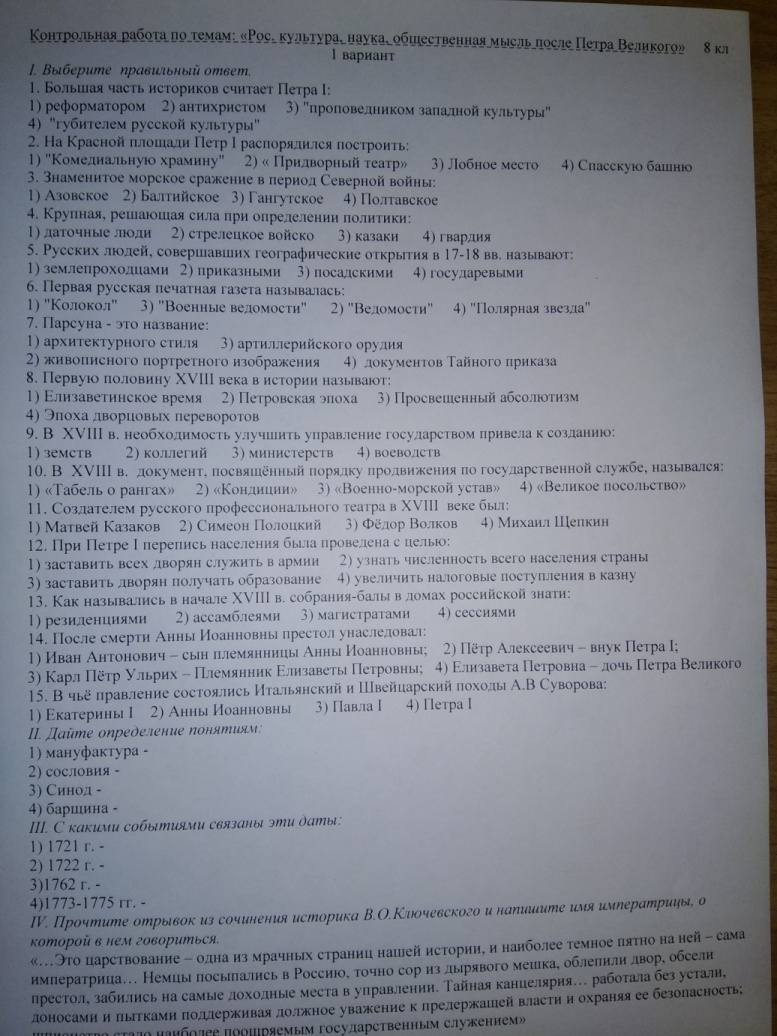 Контрольная работа по темам: «Рос. культура, наука, общественная мысль после Петра Великого» 8 кл
1 вариант
I. Выберите правильный ответ.
1. Большая часть историков считает Петра I:
1) реформатором 2) антихристом 3) "проповедником западной культуры"
4) "губителем русской культуры"
2. На Красной площади Петр I распорядился построить:
1) "Комедиальную храмину" 2) « Придворный театр» 3) Лобное место 4) Спасскую башню
3. Знаменитое морское сражение в период Северной войны:
1) Азовское 2) Балтийское 3) Гангутское 4) Полтавское
4. Крупная, решающая сила при определении политики:
1) даточные люди 2) стрелецкое войско 3) казаки 4) гвардия
5. Русских людей, совершавших географические открытия в 17-18 вв. называют:
1) землепроходцами 2) приказными 3) посадскими 4) государевыми
6. Первая русская печатная газета называлась:
1) "Колокол" 3) "Военные ведомости" 2) "Ведомости" 4) "Полярная звезда"
7. Парсуна - это название:
1) архитектурного стиля 3) артиллерийского орудия
2) живописного портретного изображения 4) документов Тайного приказа
8. Первую половину XVIII века в истории называют:
1) Елизаветинское время 2) Петровская эпоха 3) Просвещенный абсолютизм
4) Эпоха дворцовых переворотов
9. В XVIII в. необходимость улучшить управление государством привела к созданию:
1) земств 2) коллегий 3) министерств 4) воеводств
10. В XVIII в. документ, посвящённый порядку продвижения по государственной службе, назывался:
1) «Табель о рангах» 2) «Кондиции» 3) «Военно-морской устав» 4) «Великое посольство»
11. Создателем русского профессионального театра в XVIII веке был:
1) Матвей Казаков 2) Симеон Полоцкий 3) Фёдор Волков 4) Михаил Щепкин
12. При Петре I перепись населения была проведена с целью:
1) заставить всех дворян служить в армии 2) узнать численность всего населения страны
3) заставить дворян получать образование 4) увеличить налоговые поступления в казну
13. Как назывались в начале XVIII в. собрания-балы в домах российской знати:
1) резиденциями 2) ассамблеями 3) магистратами 4) сессиями
14. После смерти Анны Иоанновны престол унаследовал:
1) Иван Антонович – сын племянницы Анны Иоанновны; 2) Пётр Алексеевич – внук Петра I;
3) Карл Пётр Ульрих – Племянник Елизаветы Петровны; 4) Елизавета Петровна – дочь Петра Великого
15. В чьё правление состоялись Итальянский и Швейцарский походы А.В Суворова:
1) Екатерины I 2) Анны Иоанновны 3) Павла I 4) Петра I
II. Дайте определение понятиям:
1) мануфактура -
2) сословия -
3) Синод -
4) барщина -
III. С какими событиями связаны эти даты:
1) 1721 г. -
2) 1722 г. -
3)1762 г. -
4)1773-1775 гг. -
IV. Прочтите отрывок из сочинения историка В.О.Ключевского и напишите имя императрицы, о
которой в нем говориться.
«…Это царствование – одна из мрачных страниц нашей истории, и наиболее темное пятно на ней – сама
императрица… Немцы посыпались в Россию, точно сор из дырявого мешка, облепили двор, обсели
престол, забились на самые доходные места в управлении. Тайная канцелярия… работала без устали,
доносами и пытками поддерживая должное уважение к предержащей власти и охраняя ее безопасность;
шпионство стало наиболее поощряемым государственным служением»